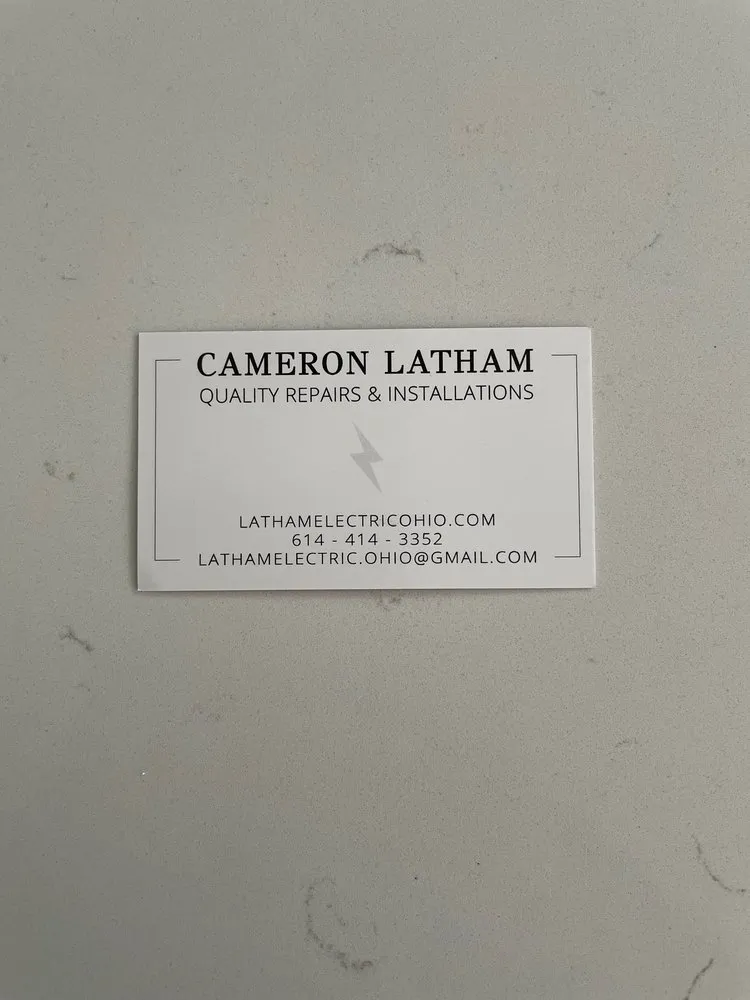 CAMERON LATHAM
QUALITY REPAIRS & INSTALLATIONS
LATHAMELECTRICOHIO.COM
614 - 414 - 3352
LATHAMELECTRIC.OHIO@GMAIL.COM